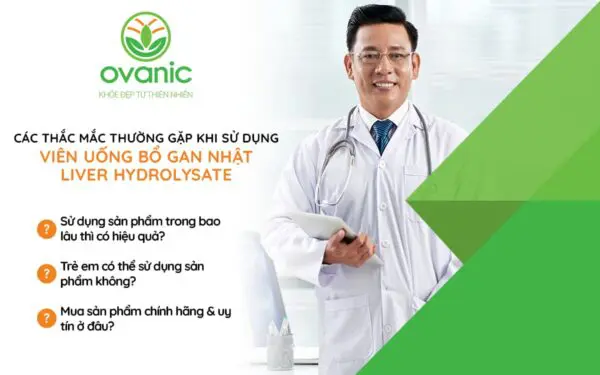 ovanic
KHỎE ĐẸP TỪ THIÊN NHIÊN
CÁC THẮC MẮC THƯỜNG GẶP KHI SỬ DỤNG
VIÊN UỐNG BỔ GAN NHẬT
LIVER HYDROLYSATE
? Sử dụng sản phẩm trong bao
lâu thì có hiệu quả?
? Trẻ em có thể sử dụng sản
phẩm không?
? Mua sản phẩm chính hãng & uy
tín ở đâu?